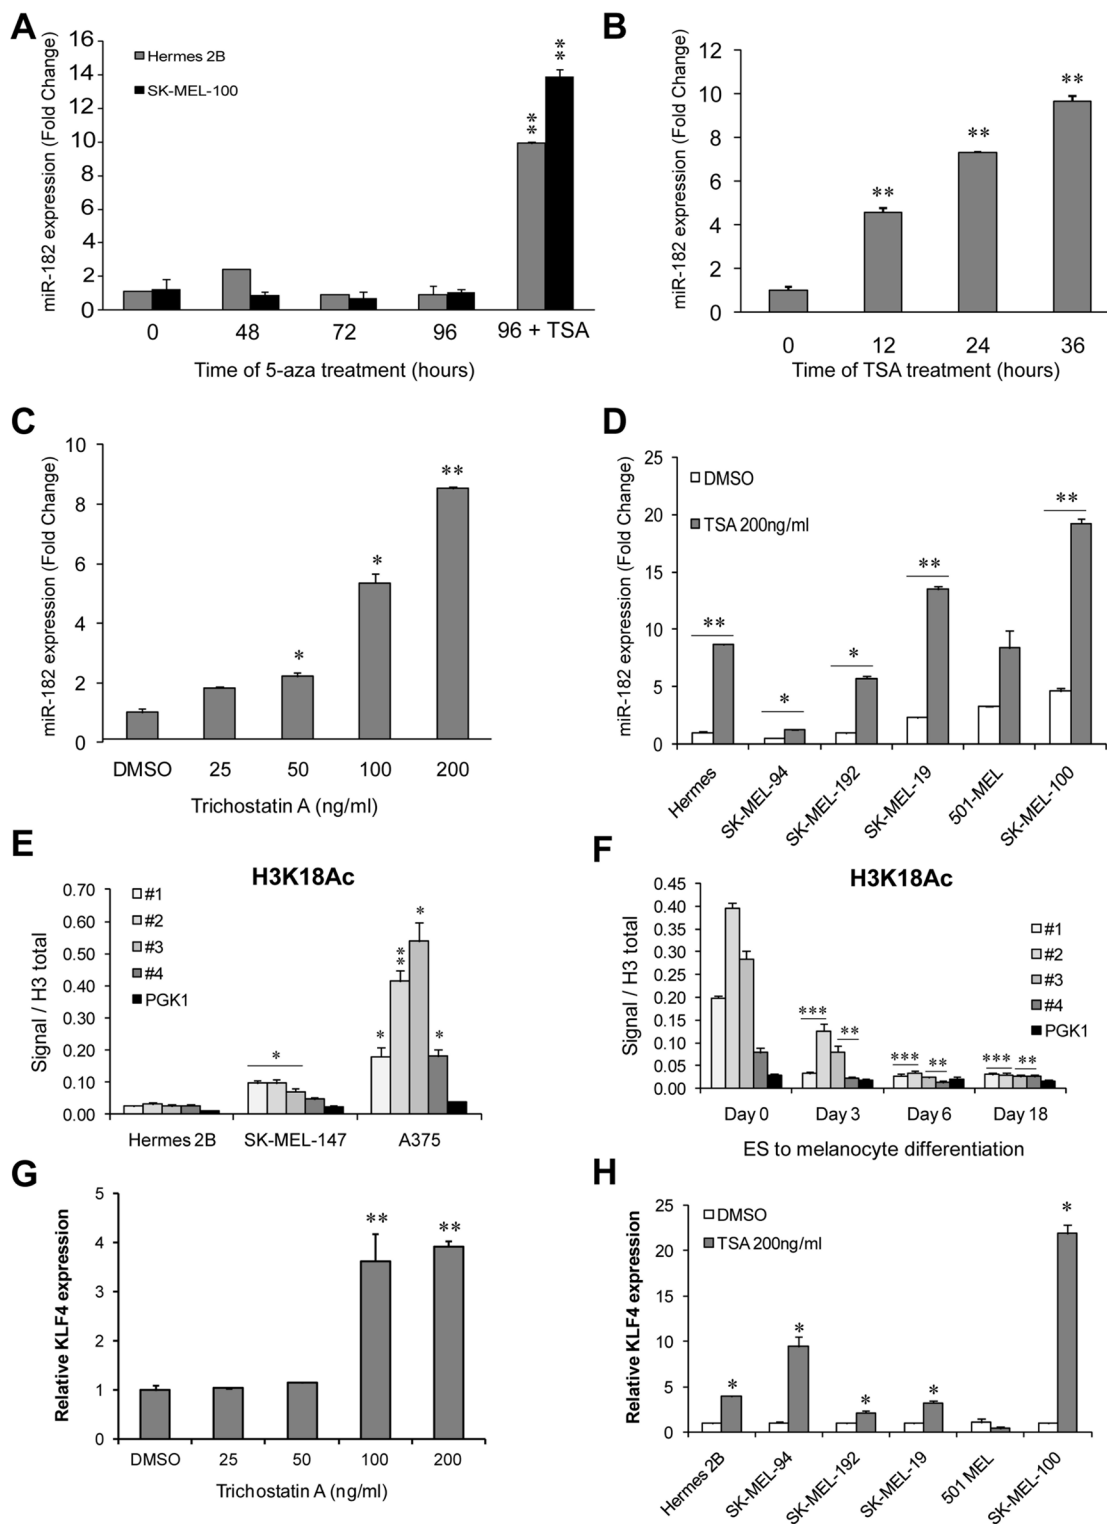 A
miR-182 expression (Fold Change)
16
14
12
10
8
6
4
2
0
Hermes 2B
SK-MEL-100
**
**
0 48 72 96 96 + TSA
Time of 5-aza treatment (hours)
B
miR-182 expression (Fold Change)
12
10
8
6
4
2
0
**
**
**
0 12 24 36
Time of TSA treatment (hours)
C
miR-182 expression (Fold Change)
10
8
6
4
2
0
*
*
**
DMSO 25 50 100 200
Trichostatin A (ng/ml)
D
miR-182 expression (Fold Change)
25
20
15
10
5
0
DMSO
TSA 200ng/ml
**
*
*
**
**
Hermes
SK-MEL-94
SK-MEL-192
SK-MEL-19
501-MEL
SK-MEL-100
E
H3K18Ac
Signal / H3 total
0.70
0.60
0.50
0.40
0.30
0.20
0.10
0.00
#1
#2
#3
#4
PGK1
*
*
**
*
*
Hermes 2B SK-MEL-147 A375
F
H3K18Ac
Signal / H3 total
0.45
0.40
0.35
0.30
0.25
0.20
0.15
0.10
0.05
0.00
#1
#2
#3
#4
PGK1
*** **
*** **
*** **
Day 0 Day 3 Day 6 Day 18
ES to melanocyte differentiation
G
Relative KLF4 expression
5
4
3
2
1
0
**
**
DMSO 25 50 100 200
Trichostatin A (ng/ml)
H
Relative KLF4 expression
25
20
15
10
5
0
DMSO
TSA 200ng/ml
*
*
*
*
*
Hermes 2B
SK-MEL-94
SK-MEL-192
SK-MEL-19
501 MEL
SK-MEL-100